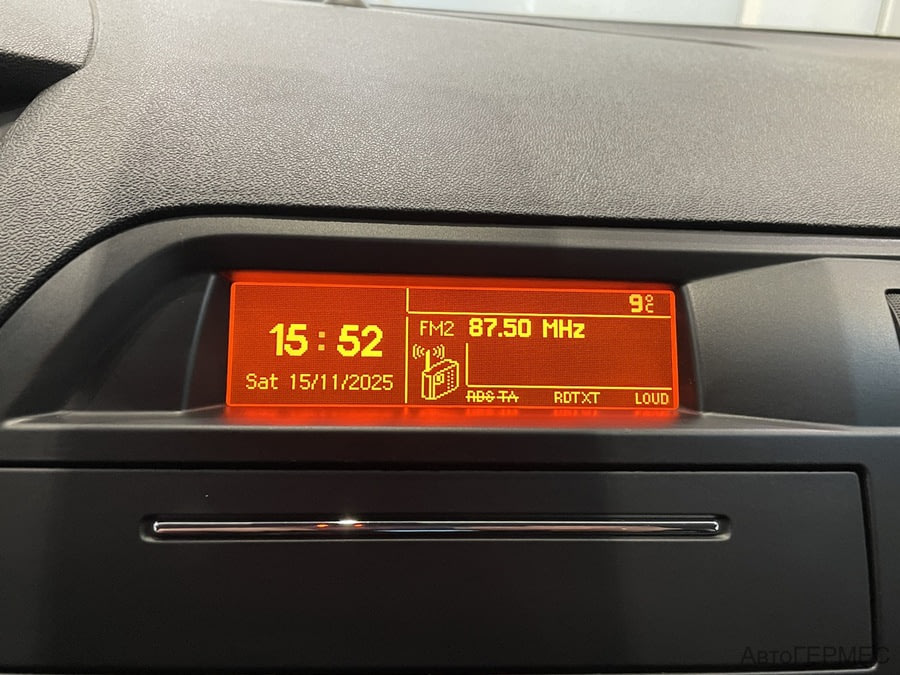 15:52
Sat 15/11/2025
9°C
FM2 87.50 MHz
RDS TA RDTXT LOUD
АвтоГЕРМЕС